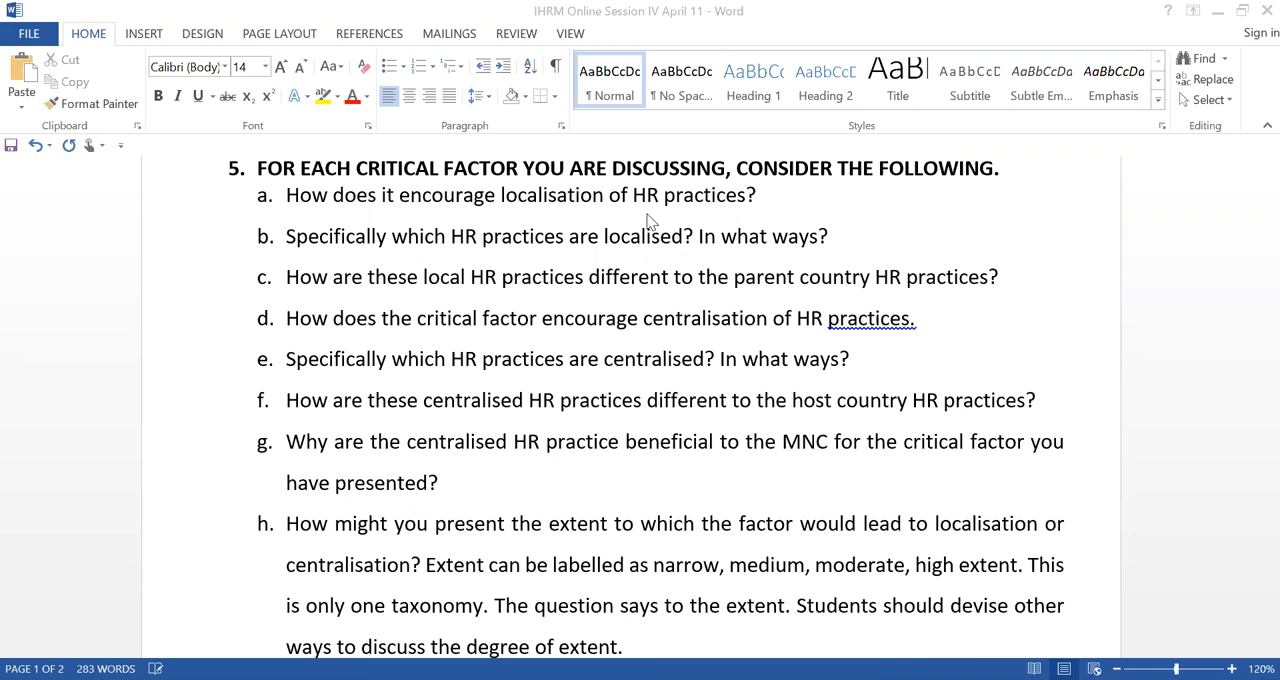 IHRM Online Session IV April 11 - Word
?
FILE HOME INSERT DESIGN PAGE LAYOUT REFERENCES MAILINGS REVIEW VIEW Sign in
Paste
Cut
Copy
Format Painter
Clipboard
Calibri (Body) 14
Font
Paragraph
AaBbCcDc AaBbCcDc AaBbCc AaBbCcD AaBl AaBbCcD AaBbCcDa AaBbCcDa
¶ Normal ¶ No Spac... Heading 1 Heading 2 Title Subtitle Subtle Em... Emphasis
Styles
Find
Replace
Select
Editing
5. FOR EACH CRITICAL FACTOR YOU ARE DISCUSSING, CONSIDER THE FOLLOWING.
a. How does it encourage localisation of HR practices?
b. Specifically which HR practices are localised? In what ways?
c. How are these local HR practices different to the parent country HR practices?
d. How does the critical factor encourage centralisation of HR practices.
e. Specifically which HR practices are centralised? In what ways?
f. How are these centralised HR practices different to the host country HR practices?
g. Why are the centralised HR practice beneficial to the MNC for the critical factor you
have presented?
h. How might you present the extent to which the factor would lead to localisation or
centralisation? Extent can be labelled as narrow, medium, moderate, high extent. This
is only one taxonomy. The question says to the extent. Students should devise other
ways to discuss the degree of extent.
PAGE 1 OF 2 283 WORDS 120%